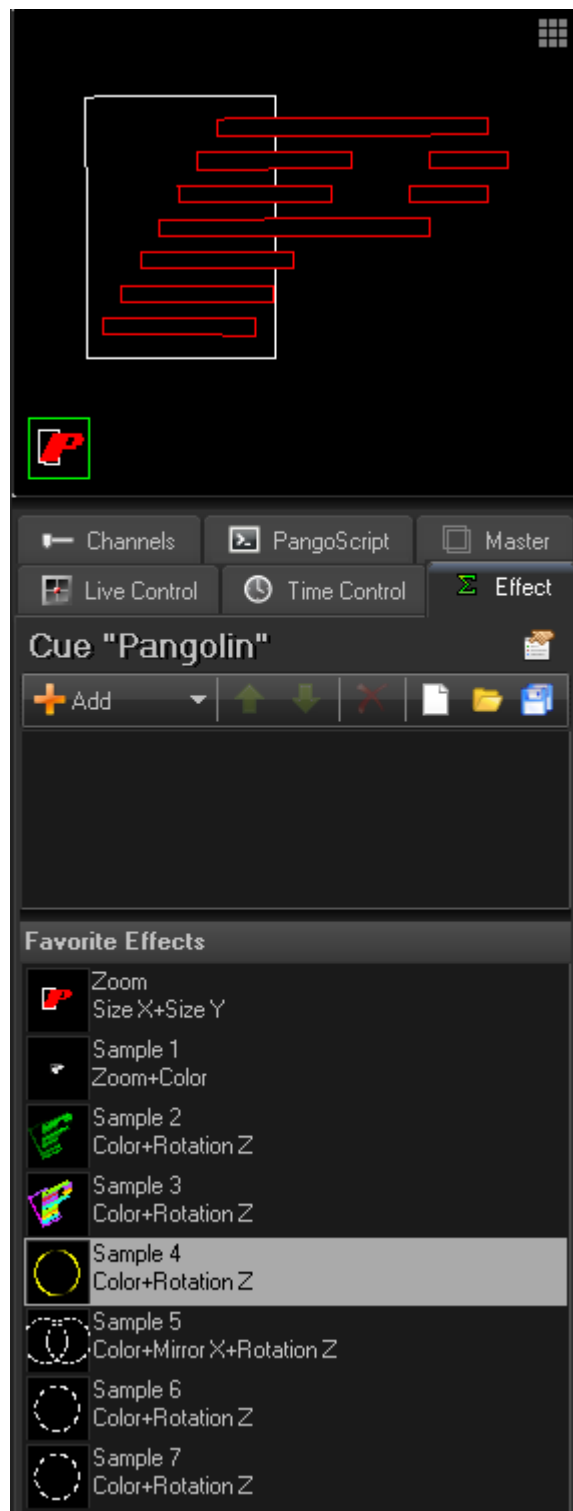 Channels
PangoScript
Master
Live Control
Time Control
Effect
Cue "Pangolin"
Add
Favorite Effects
Zoom
Size X+Size Y
Sample 1
Zoom+Color
Sample 2
Color+Rotation Z
Sample 3
Color+Rotation Z
Sample 4
Color+Rotation Z
Sample 5
Color+Mirror X+Rotation Z
Sample 6
Color+Rotation Z
Sample 7
Color+Rotation Z